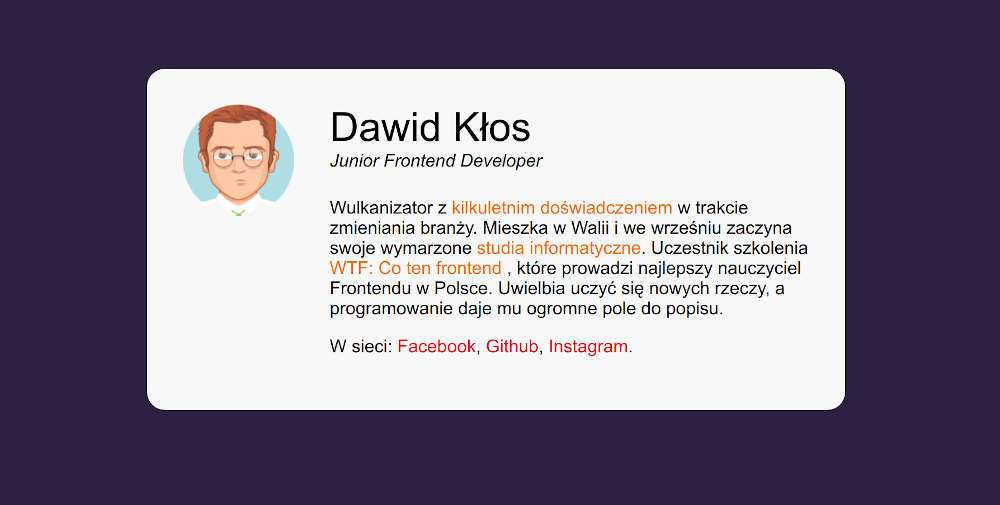 Dawid Kłos
Junior Frontend Developer
Wulkanizator z kilkuletnim doświadczeniem w trakcie
zmieniania branży. Mieszka w Walii i we wrześniu zaczyna
swoje wymarzone studia informatyczne. Uczestnik szkolenia
WTF: Co ten frontend , które prowadzi najlepszy nauczyciel
Frontendu w Polsce. Uwielbia uczyć się nowych rzeczy, a
programowanie daje mu ogromne pole do popisu.
W sieci: Facebook, Github, Instagram.